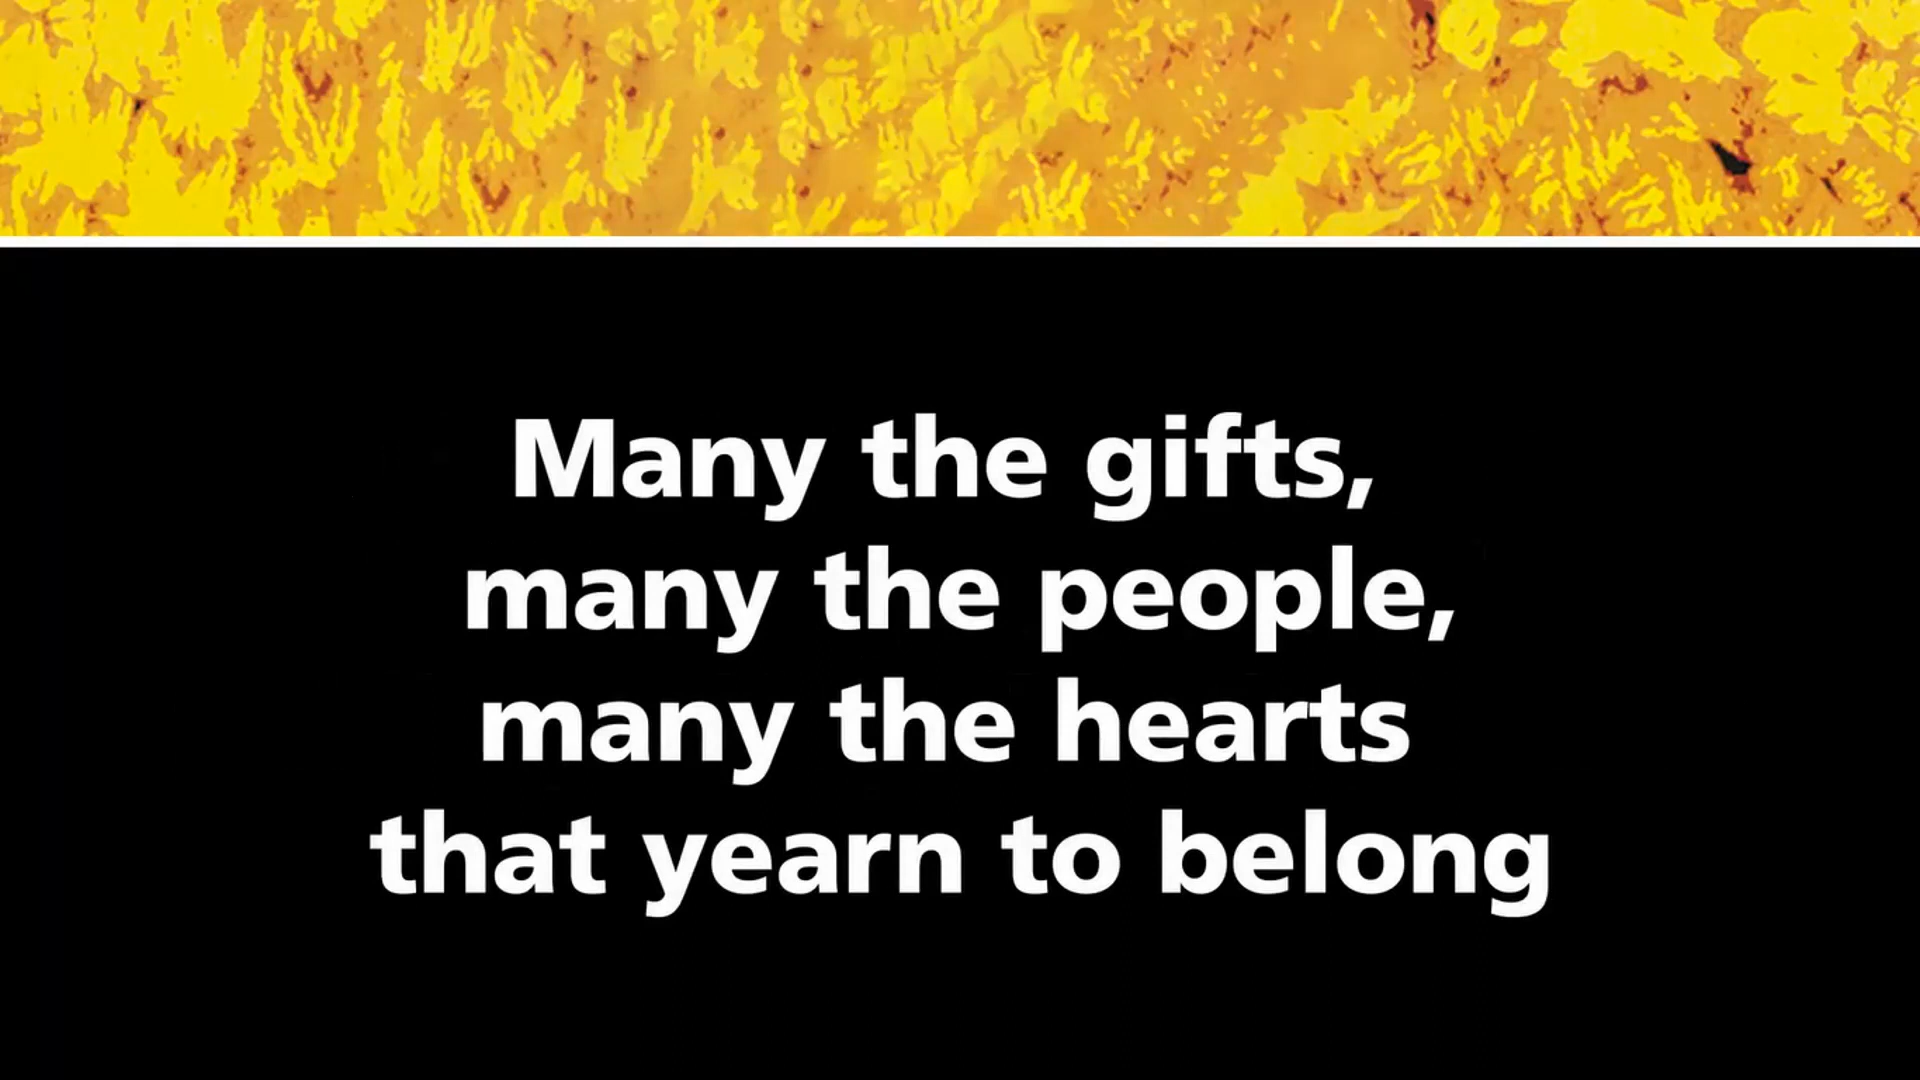 Many the gifts,
many the people,
many the hearts
that yearn to belong